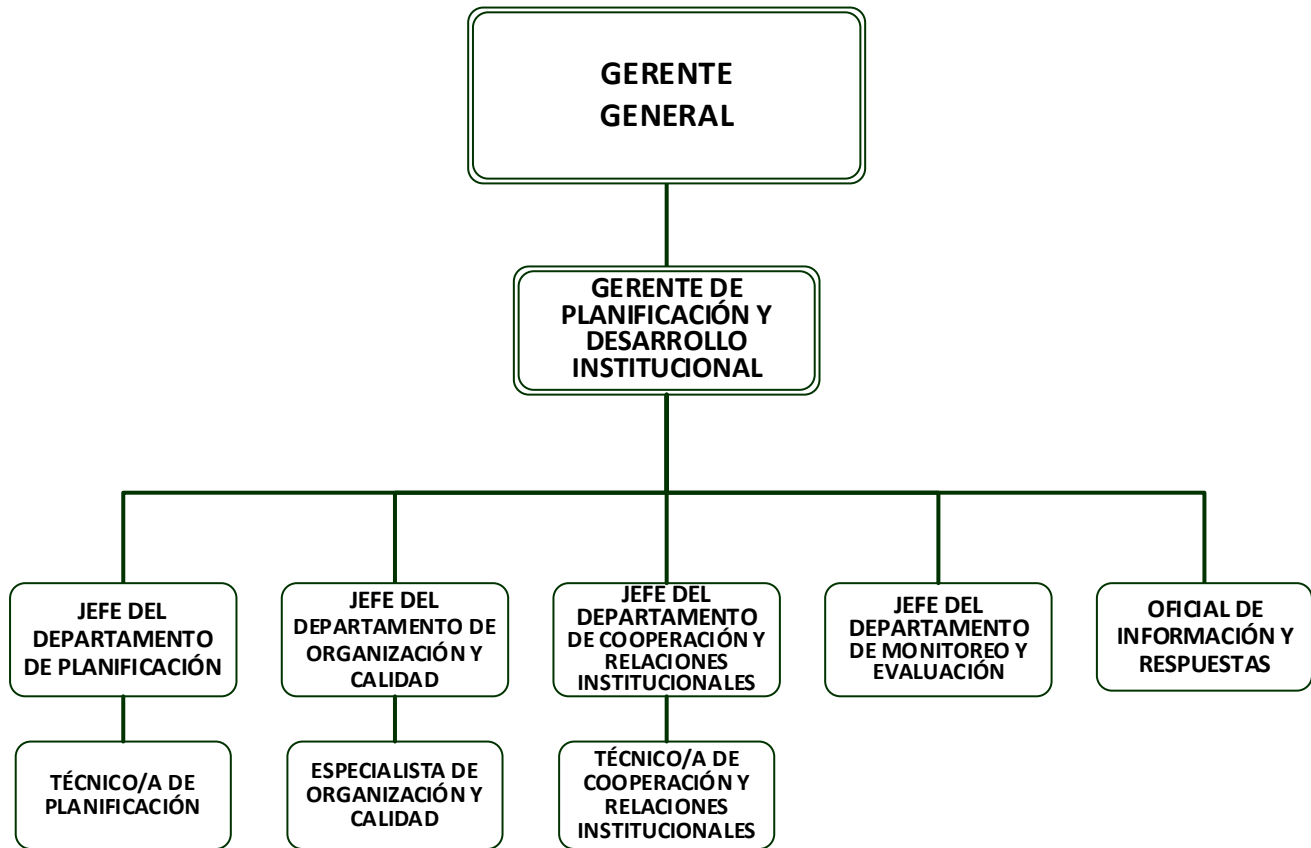 GERENTE
GENERAL
GERENTE DE
PLANIFICACIÓN Y
DESARROLLO
INSTITUCIONAL
JEFE DEL
DEPARTAMENTO
DE PLANIFICACIÓN
JEFE DEL
DEPARTAMENTO DE
ORGANIZACIÓN Y
CALIDAD
JEFE DEL
DEPARTAMENTO
DE COOPERACIÓN Y
RELACIONES
INSTITUCIONALES
JEFE DEL
DEPARTAMENTO
DE MONITOREO Y
EVALUACIÓN
OFICIAL DE
INFORMACIÓN Y
RESPUESTAS
TÉCNICO/A DE
PLANIFICACIÓN
ESPECIALISTA DE
ORGANIZACIÓN Y
CALIDAD
TÉCNICO/A DE
COOPERACIÓN Y
RELACIONES
INSTITUCIONALES